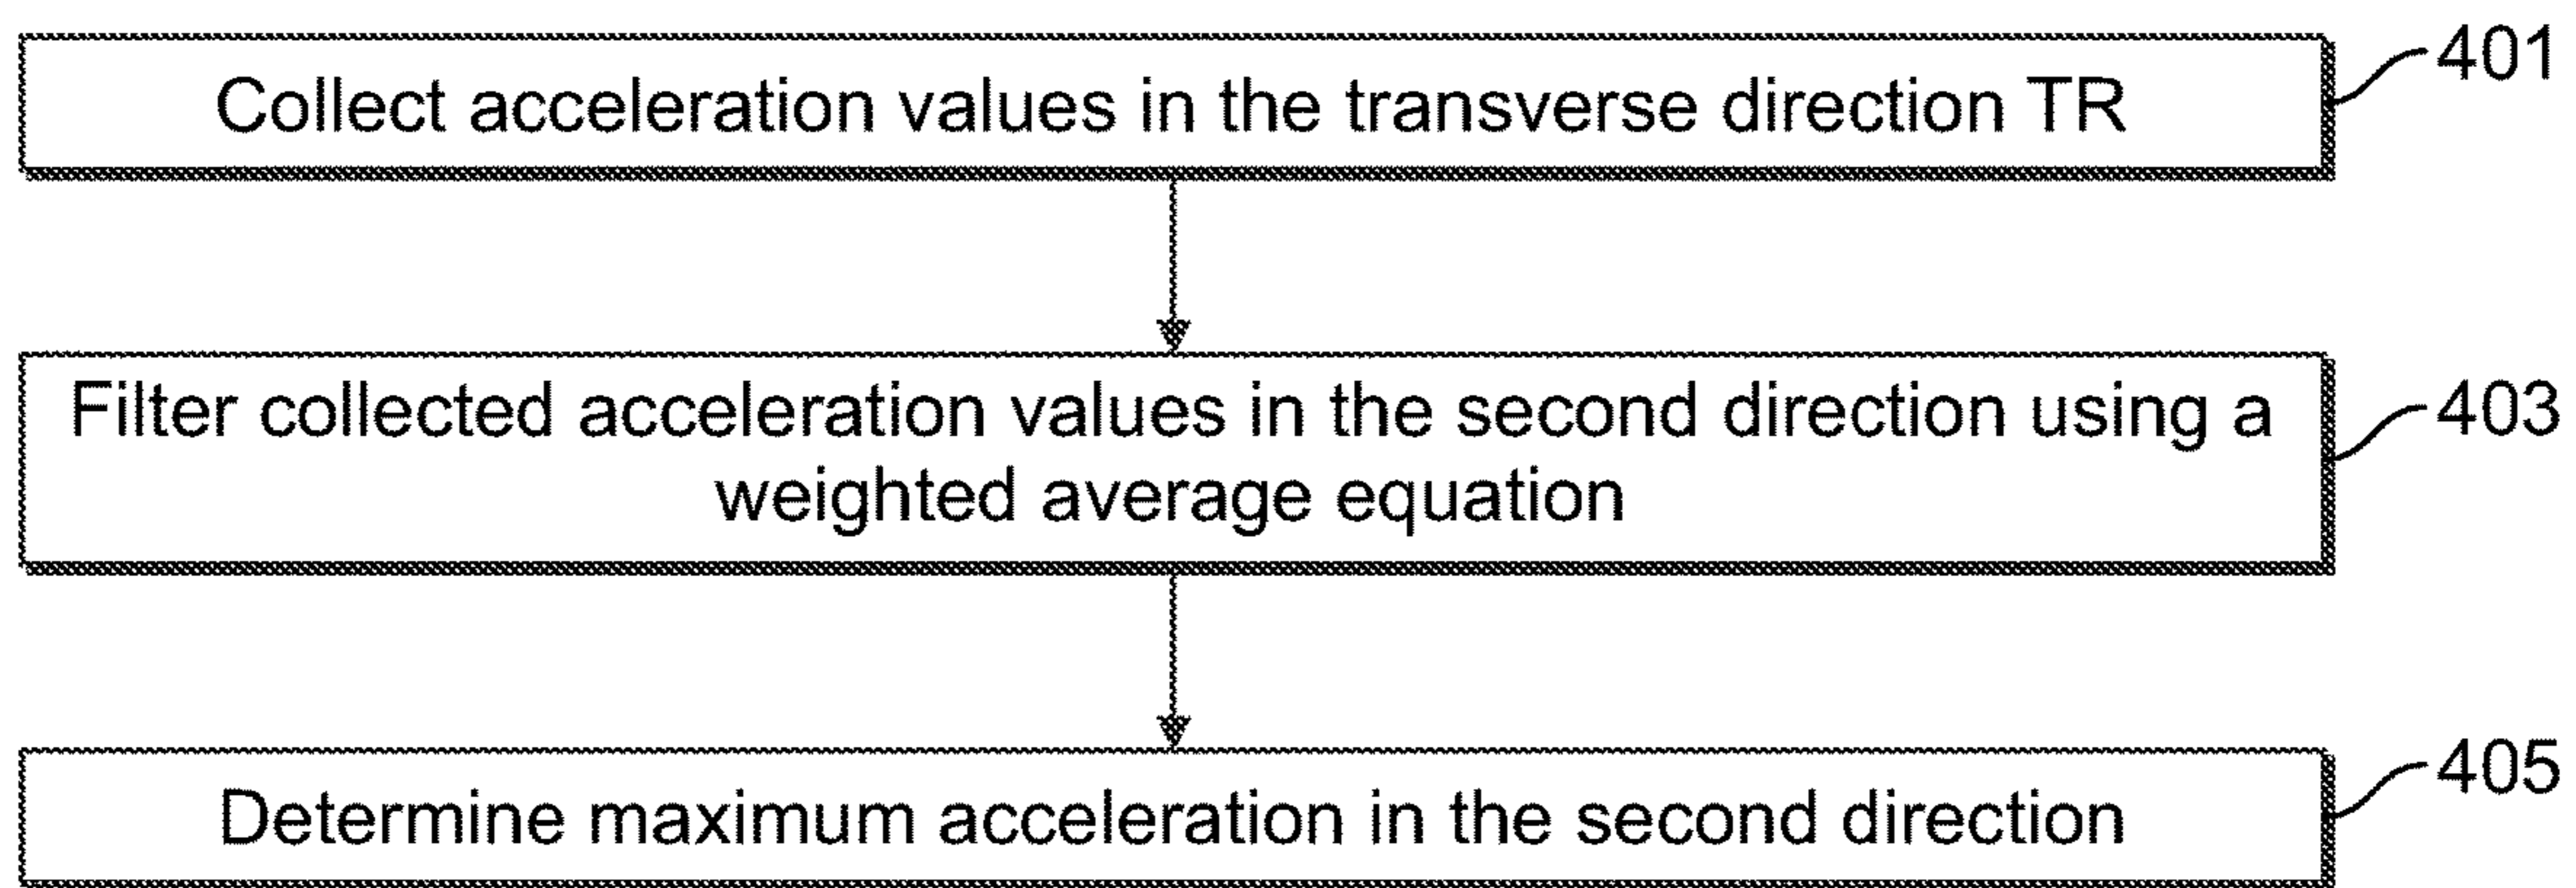 Collect acceleration values in the transverse direction TR
401
Filter collected acceleration values in the second direction using a
weighted average equation
403
Determine maximum acceleration in the second direction
405